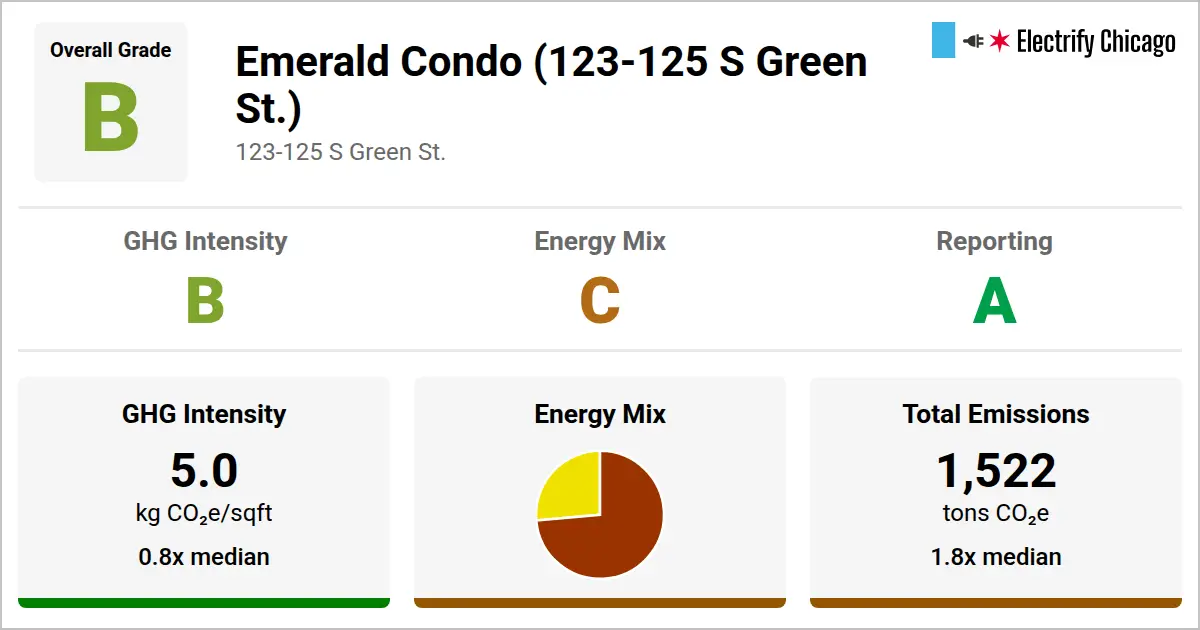 Overall Grade
B
Emerald Condo (123-125 S Green
St.)
123-125 S Green St.
Electrify Chicago
GHG Intensity
B
Energy Mix
C
Reporting
A
GHG Intensity
5.0
kg CO₂e/sqft
0.8x median
Energy Mix
Total Emissions
1,522
tons CO₂e
1.8x median